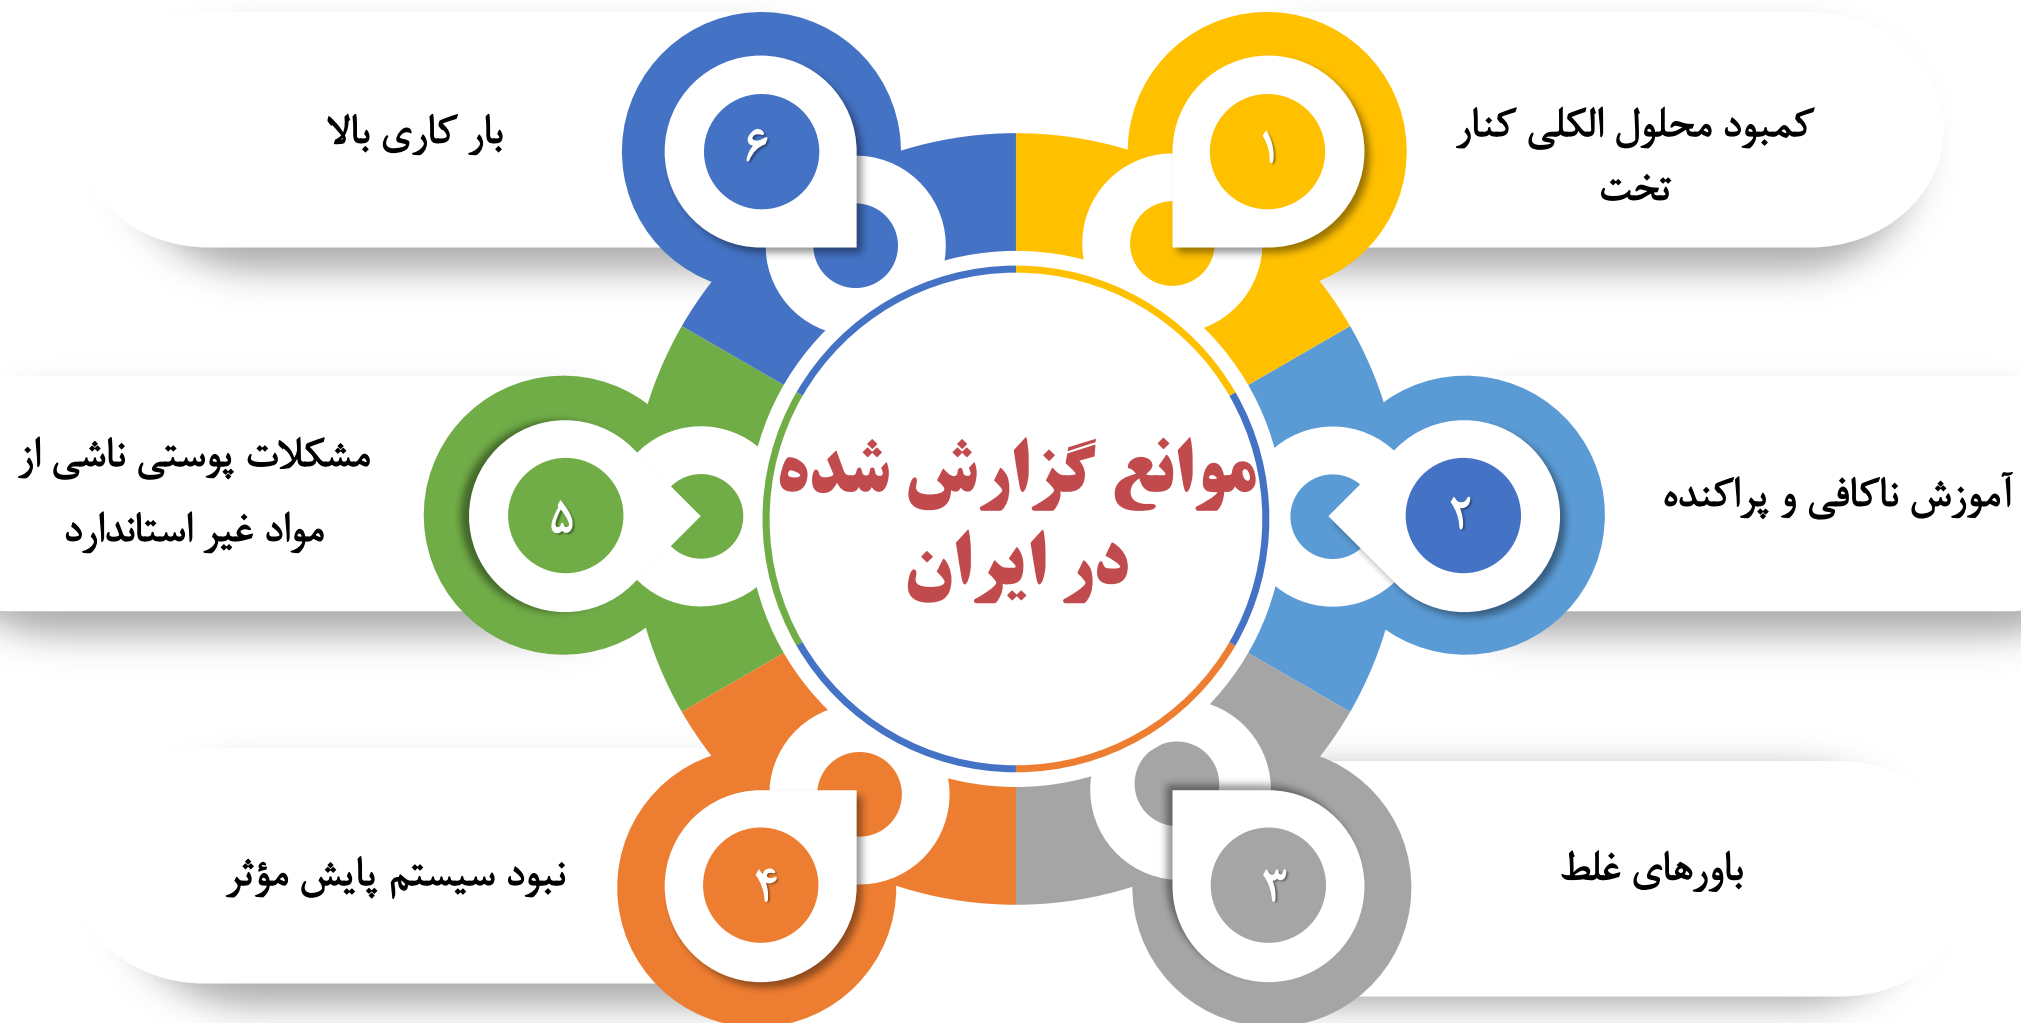 موانع گزارش شده
در ایران
۱
کمبود محلول الکلی کنار
تخت
۲
آموزش ناکافی و پراکنده
۳
باورهای غلط
۴
نبود سیستم پایش مؤثر
۵
مشکلات پوستی ناشی از
مواد غیر استاندارد
۶
بار کاری بالا